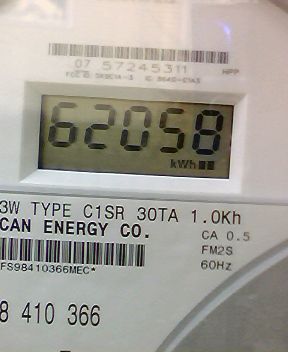 07 57245311
HPP
62058
kWh
3W TYPE C1SR 30TA 1.0Kh
CAN ENERGY CO.
CA 0.5
FM2S
60Hz
FS98410366MEC*
8 410 366